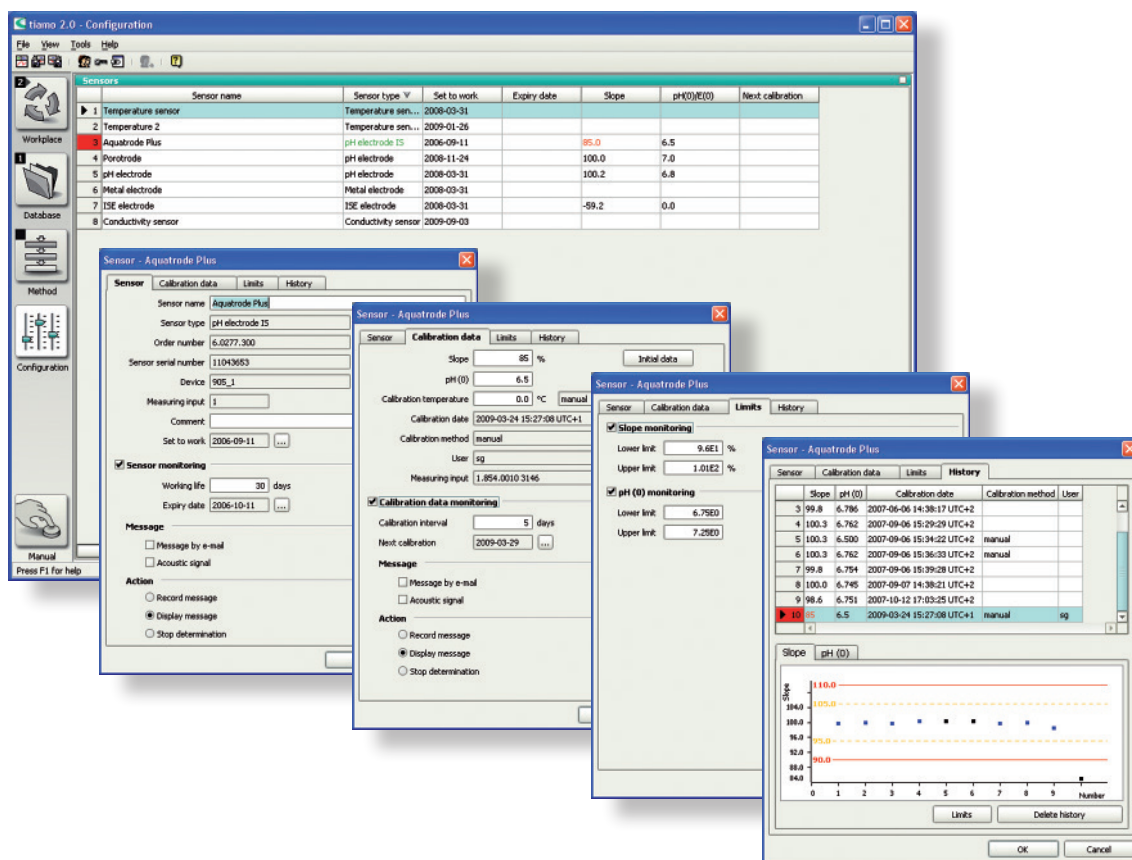 tiamo 2.0 - Configuration
File View Tools Help
Sensors
Sensor name Sensor type Set to work Expiry date Slope pH(0)/E(0) Next calibration
1 Temperature sensor Temperature sen... 2008-03-31
2 Temperature 2 Temperature sen... 2009-01-26
3 Aquatrode Plus pH electrode IS 2006-09-11 85.0 6.5
4 Porotrode pH electrode 2008-11-24 100.0 7.0
5 pH electrode pH electrode 2008-03-31 100.2 6.8
6 Metal electrode Metal electrode 2008-03-31
7 ISE electrode ISE electrode 2008-03-31 -59.2 0.0
8 Conductivity sensor Conductivity sensor 2009-09-03
2
Workplace
1
Database
Method
Configuration
Manual
Press F1 for help
Sensor - Aquatrode Plus
Sensor Calibration data Limits History
Sensor name Aquatrode Plus
Sensor type pH electrode IS
Order number 6.0277.300
Sensor serial number 11043653
Device 905_1
Measuring input 1
Comment
Set to work 2006-09-11 ...
Sensor monitoring
Working life 30 days
Expiry date 2006-10-11 ...
Message
Message by e-mail
Acoustic signal
Action
Record message
Display message
Stop determination
Sensor - Aquatrode Plus
Sensor Calibration data Limits History
Slope 85 % Initial data
pH (0) 6.5
Calibration temperature 0.0 °C manual
Calibration date 2009-03-24 15:27:08 UTC+1
Calibration method manual
User sg
Measuring input 1.854.0010 3146
Calibration data monitoring
Calibration interval 5 days
Next calibration 2009-03-29 ...
Message
Message by e-mail
Acoustic signal
Action
Record message
Display message
Stop determination
Sensor - Aquatrode Plus
Sensor Calibration data Limits History
Slope monitoring
Lower limit 9.6E1 %
Upper limit 1.01E2 %
pH (0) monitoring
Lower limit 6.75E0
Upper limit 7.25E0
Sensor - Aquatrode Plus
Sensor Calibration data Limits History
Slope pH (0) Calibration date Calibration method User
3 99.8 6.786 2007-06-06 14:38:17 UTC+2
4 100.3 6.762 2007-09-06 15:29:29 UTC+2
5 100.3 6.500 2007-09-06 15:34:22 UTC+2 manual
6 100.3 6.762 2007-09-06 15:36:33 UTC+2 manual
7 99.8 6.754 2007-09-06 15:39:28 UTC+2
8 100.0 6.745 2007-09-07 14:38:21 UTC+2
9 98.6 6.751 2007-10-12 17:03:25 UTC+2
10 85 6.5 2009-03-24 15:27:08 UTC+1 manual sg
Slope pH (0)
Slope
110.0
104.0 105.0
100.0
96.0 95.0
92.0
88.0 90.0
84.0
0 1 2 3 4 5 6 7 8 9 Number
Limits Delete history
OK Cancel